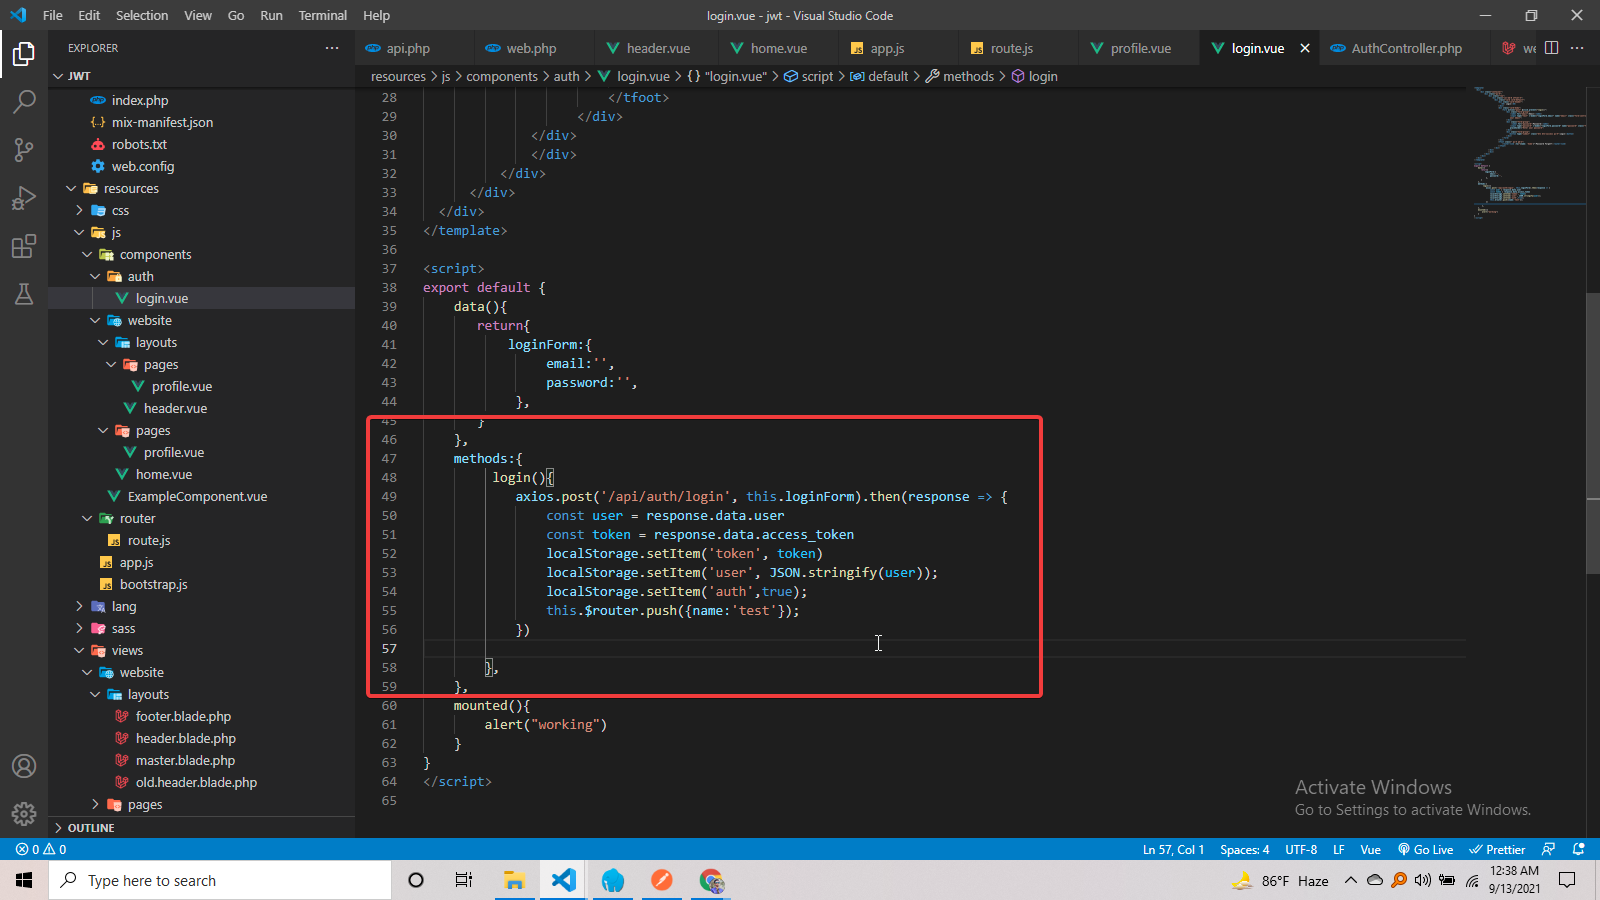 File Edit Selection View Go Run Terminal Help
login.vue - jwt - Visual Studio Code
EXPLORER
JWT
index.php
mix-manifest.json
robots.txt
web.config
resources
css
js
components
auth
login.vue
website
layouts
pages
profile.vue
header.vue
pages
profile.vue
home.vue
ExampleComponent.vue
router
route.js
app.js
bootstrap.js
lang
sass
views
website
layouts
footer.blade.php
header.blade.php
master.blade.php
old.header.blade.php
pages
OUTLINE
api.php web.php header.vue home.vue app.js route.js profile.vue login.vue AuthController.php we
resources > js > components > auth > login.vue > {} "login.vue" > script > default > methods > login
28 </tfoot>
29 </div>
30 </div>
31 </div>
32 </div>
33 </div>
34 </div>
35 </template>
36
37 <script>
38 export default {
39 data(){
40 return{
41 loginForm:{
42 email:'',
43 password:'',
44 },
45 }
46 },
47 methods:{
48 login(){
49 axios.post('/api/auth/login', this.loginForm).then(response => {
50 const user = response.data.user
51 const token = response.data.access_token
52 localStorage.setItem('token', token)
53 localStorage.setItem('user', JSON.stringify(user));
54 localStorage.setItem('auth',true);
55 this.$router.push({name:'test'});
56 })
57
58 },
59 },
60 mounted(){
61 alert("working")
62 }
63 }
64 </script>
65
Activate Windows
Go to Settings to activate Windows.
0 0
Ln 57, Col 1 Spaces: 4 UTF-8 LF Vue Go Live Prettier
Type here to search
86°F Haze
12:38 AM
9/13/2021